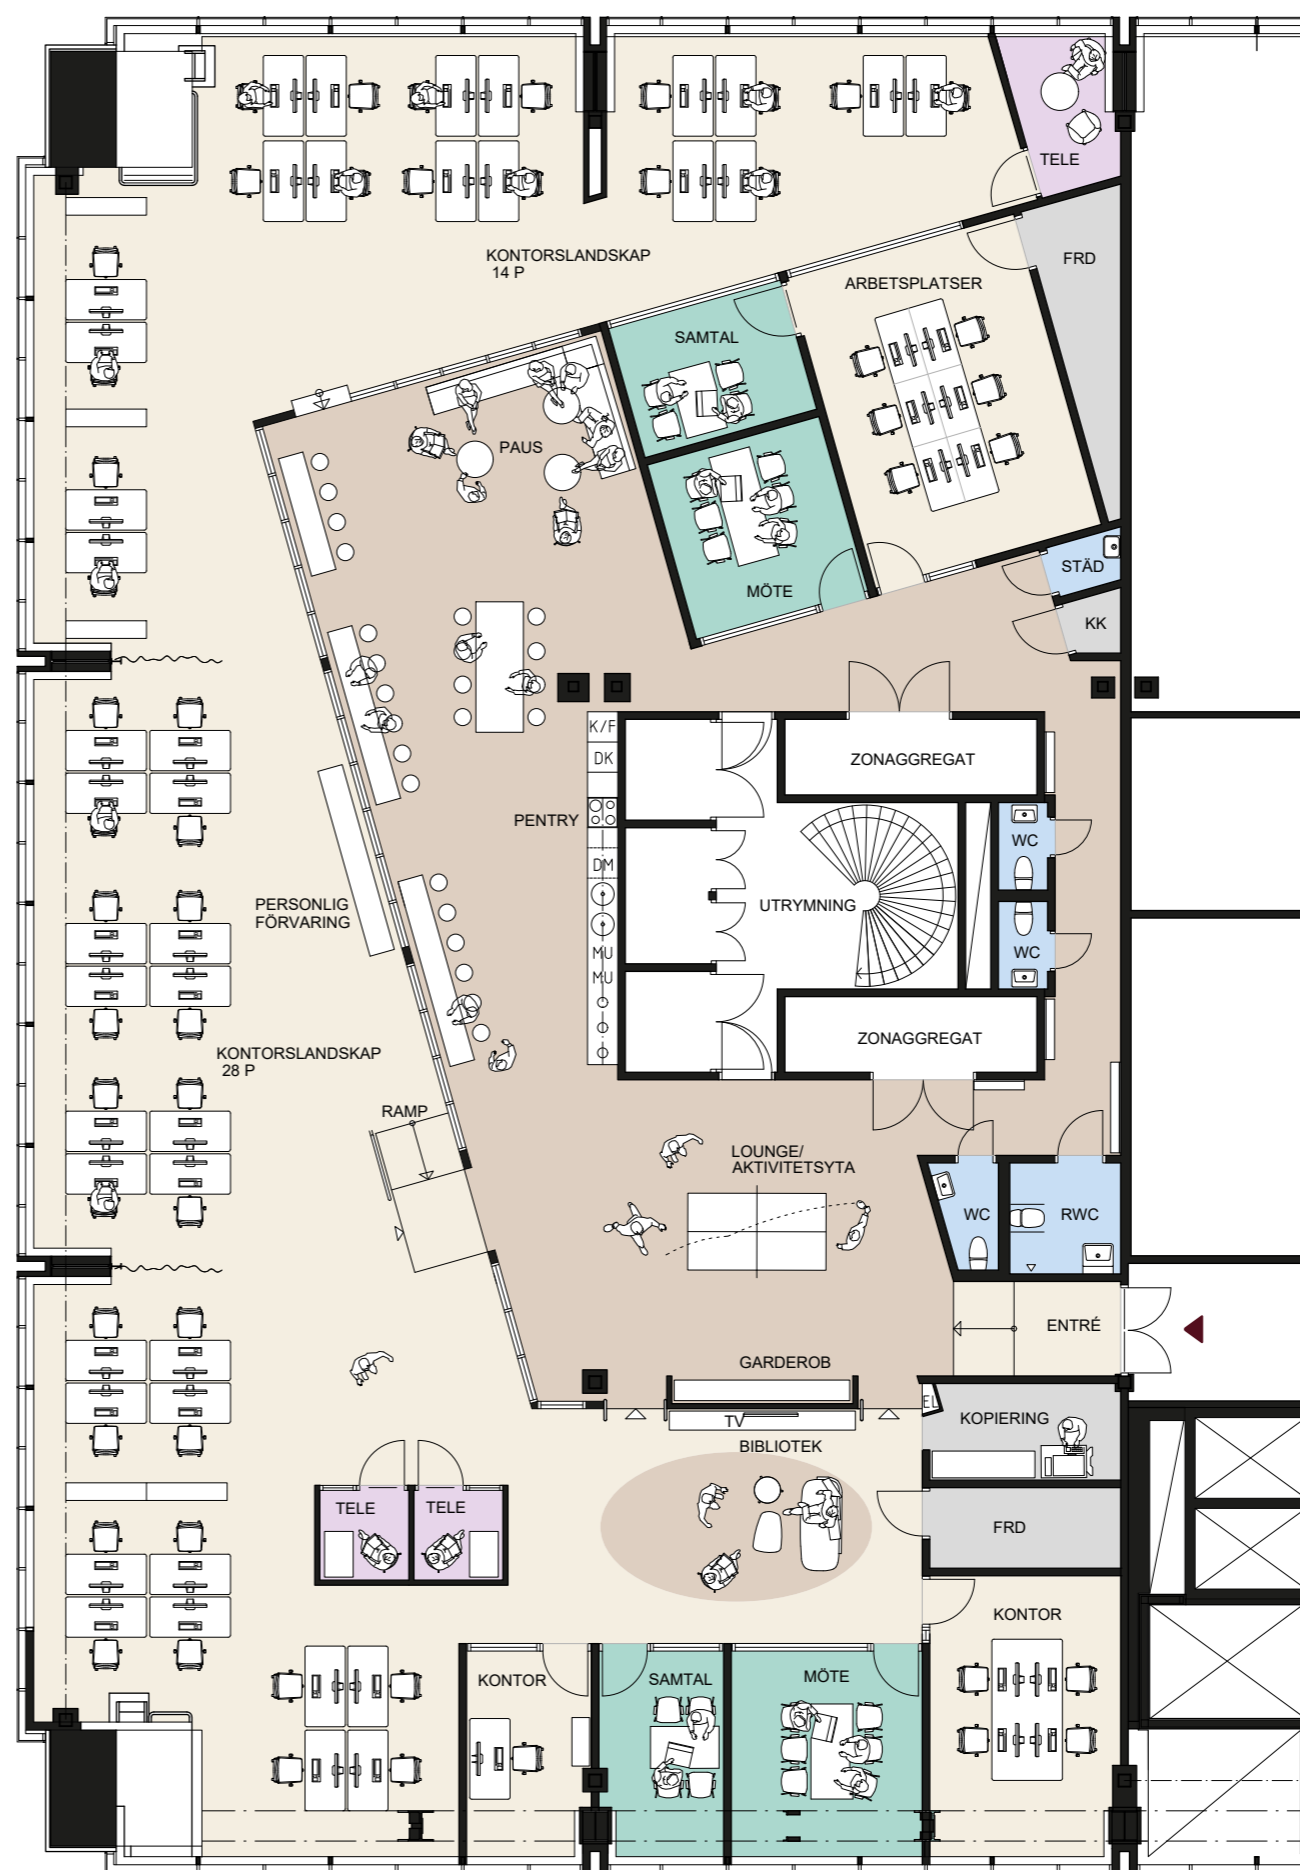 TELE
KONTORSLANDSKAP
14 P
FRD
ARBETSPLATSER
SAMTAL
PAUS
STÄD
MÖTE
KK
K/F
DK
ZONAGGREGAT
PENTRY
WC
DM
PERSONLIG
FÖRVARING
UTRYMNING
MU
WC
MU
ZONAGGREGAT
KONTORSLANDSKAP
28 P
RAMP
LOUNGE/
AKTIVITETSYTA
WC
RWC
ENTRÉ
GARDEROB
EL
KOPIERING
TV
BIBLIOTEK
TELE
TELE
FRD
KONTOR
KONTOR
SAMTAL
MÖTE